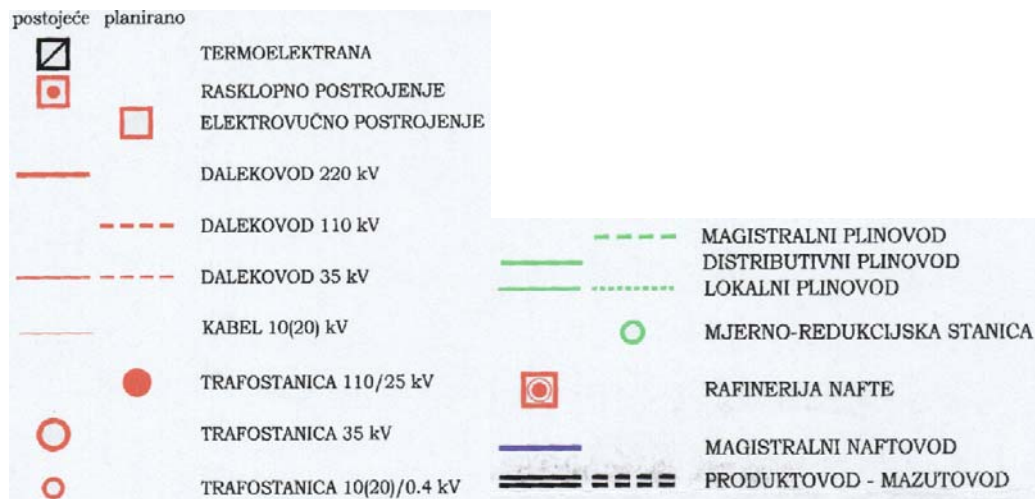 postojeće planirano
TERMOELEKTRANA
RASKLOPNO POSTROJENJE
ELEKTROVUČNO POSTROJENJE
DALEKOVOD 220 kV
DALEKOVOD 110 kV
DALEKOVOD 35 kV
KABEL 10(20) kV
TRAFOSTANICA 110/25 kV
TRAFOSTANICA 35 kV
TRAFOSTANICA 10(20)/0.4 kV
MAGISTRALNI PLINOVOD
DISTRIBUTIVNI PLINOVOD
LOKALNI PLINOVOD
MJERNO-REDUKCIJSKA STANICA
RAFINERIJA NAFTE
MAGISTRALNI NAFTOVOD
PRODUKTOVOD - MAZUTOVOD